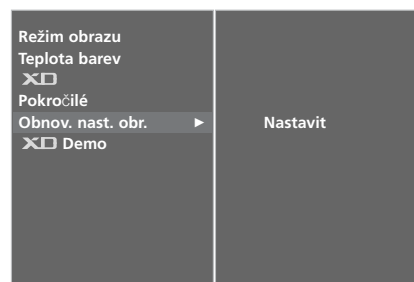 Režim obrazu
Teplota barev
XD
Pokročilé
Obnov. nast. obr. ► Nastavit
XD Demo